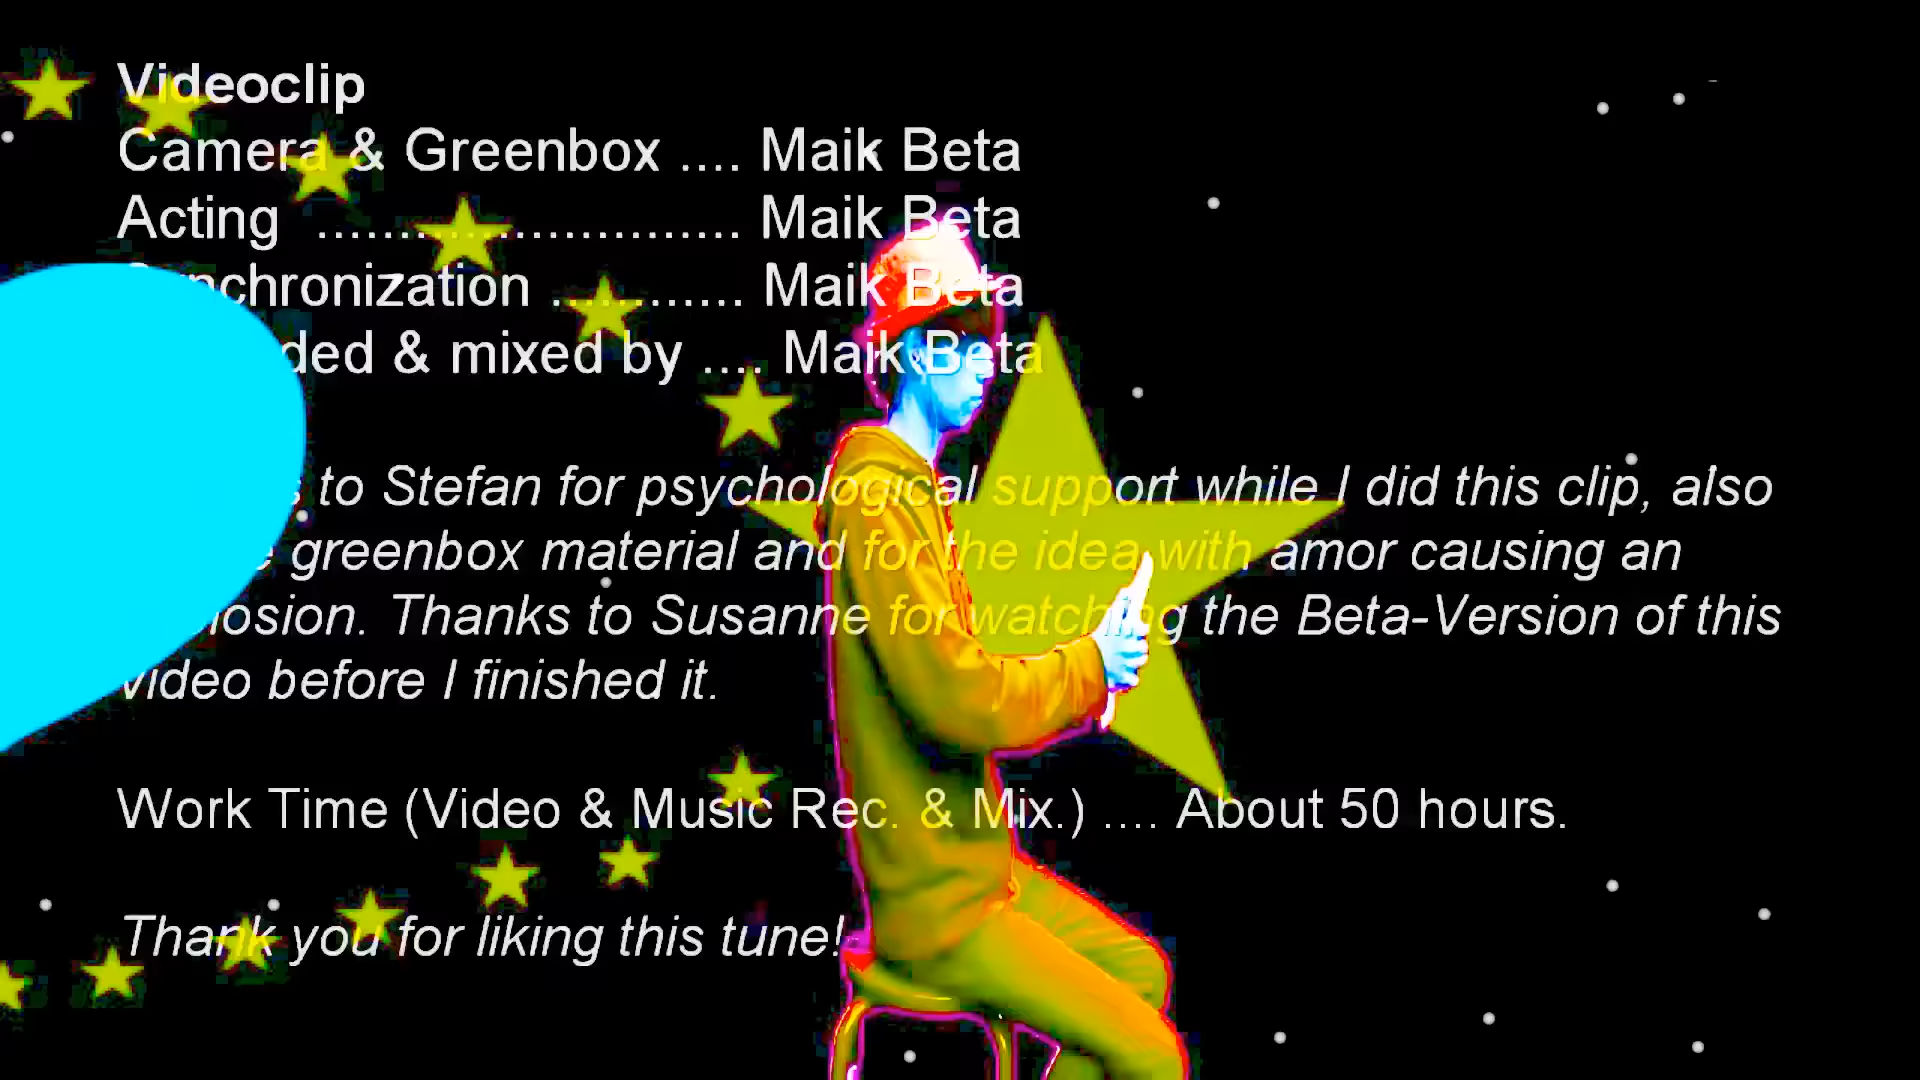 Videoclip
Camera & Greenbox .... Maik Beta
Acting .......................... Maik Beta
Synchronization ............ Maik Beta
ded & mixed by .... Maik Beta
to Stefan for psychological support while I did this clip, also
greenbox material and for the idea with amor causing an
losion. Thanks to Susanne for watching the Beta-Version of this
video before I finished it.
Work Time (Video & Music Rec. & Mix.) .... About 50 hours.
Thank you for liking this tune!